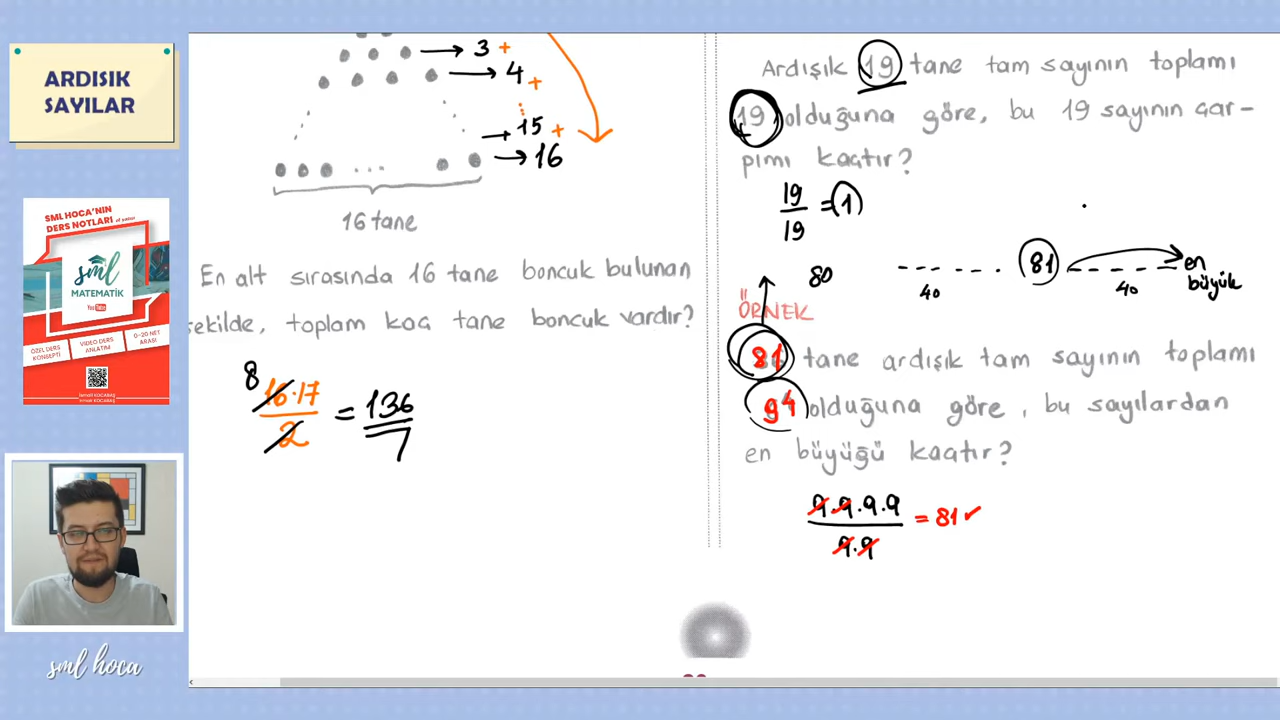 ARDISIK
SAYILAR
SML HOCA'NIN
DERS NOTLARI
sml
MATEMATİK
YouTube
ÖZEL DERS
KONSEPTİ
VİDEO DERS
ANLATIM
0-20 NET
ARASI
sml hoca
3 +
4 +
15 +
16
...
16 tane
En alt sırasında 16 tane boncuk bulunan
şekilde, toplam kaç tane boncuk vardır?
8
16.17
2
= 136
Ardışık 19 tane tam sayının toplamı
19 olduğuna göre, bu 19 sayının çar-
pımı kaçtır?
19
19
= 1
80
40
81
40
en
büyük
ÖRNEK
81 tane ardışık tam sayının toplamı
9⁴ olduğuna göre, bu sayılardan
en büyüğü kaçtır?
9.9.9.9
9.9
= 81 ✓